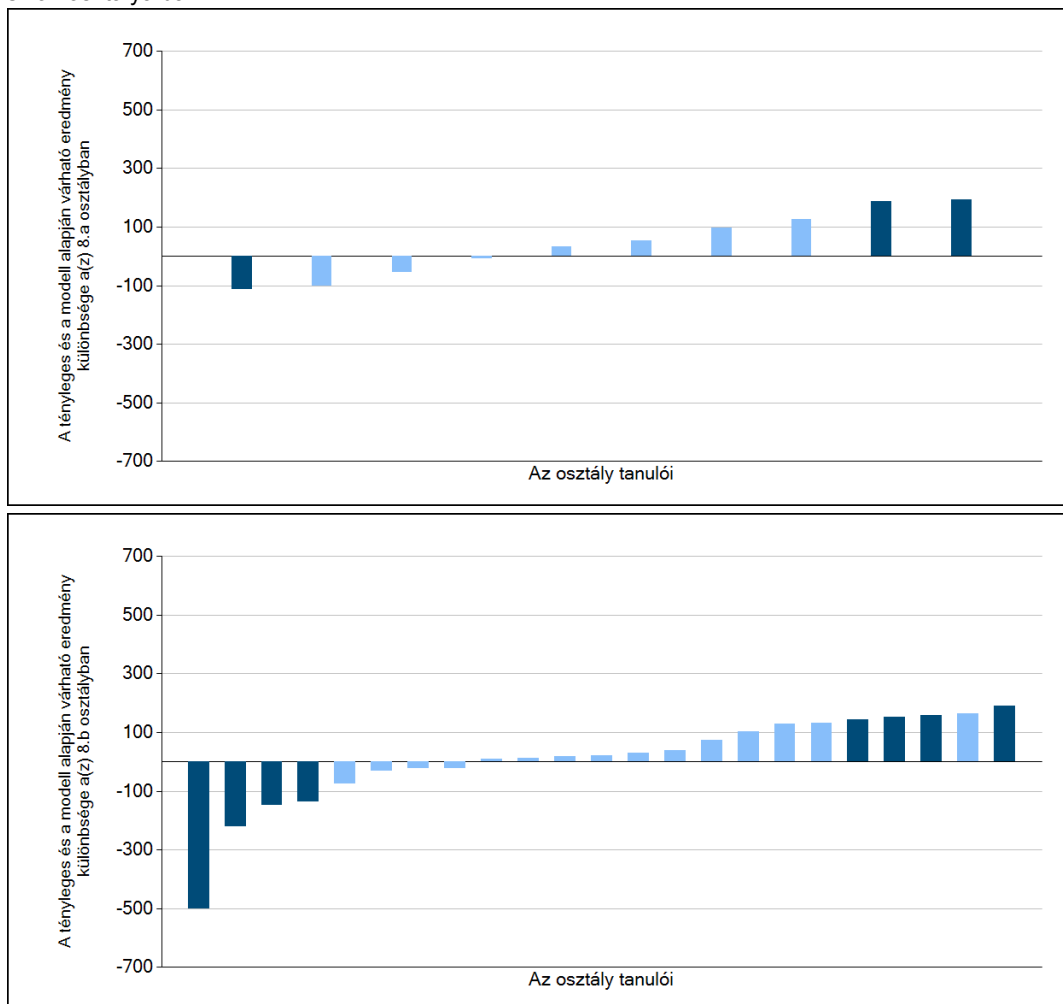 700
500
300
100
-100
-300
-500
-700
A tényleges és a modell alapján várható eredmény
különbsége a(z) 8.a osztályban
Az osztály tanulói
700
500
300
100
-100
-300
-500
-700
A tényleges és a modell alapján várható eredmény
különbsége a(z) 8.b osztályban
Az osztály tanulói